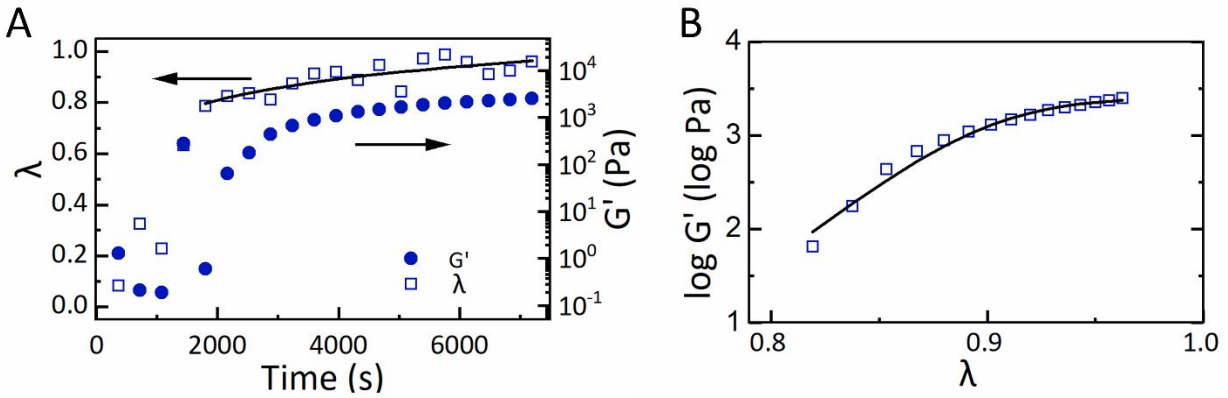 A
λ
1.0
0.8
0.6
0.4
0.2
0.0
0 2000 4000 6000
Time (s)
10⁴
10³
10²
10¹
10⁰
10⁻¹
G' (Pa)
G'
λ
B
log G' (log Pa)
4
3
2
1
0.8 0.9 1.0
λ